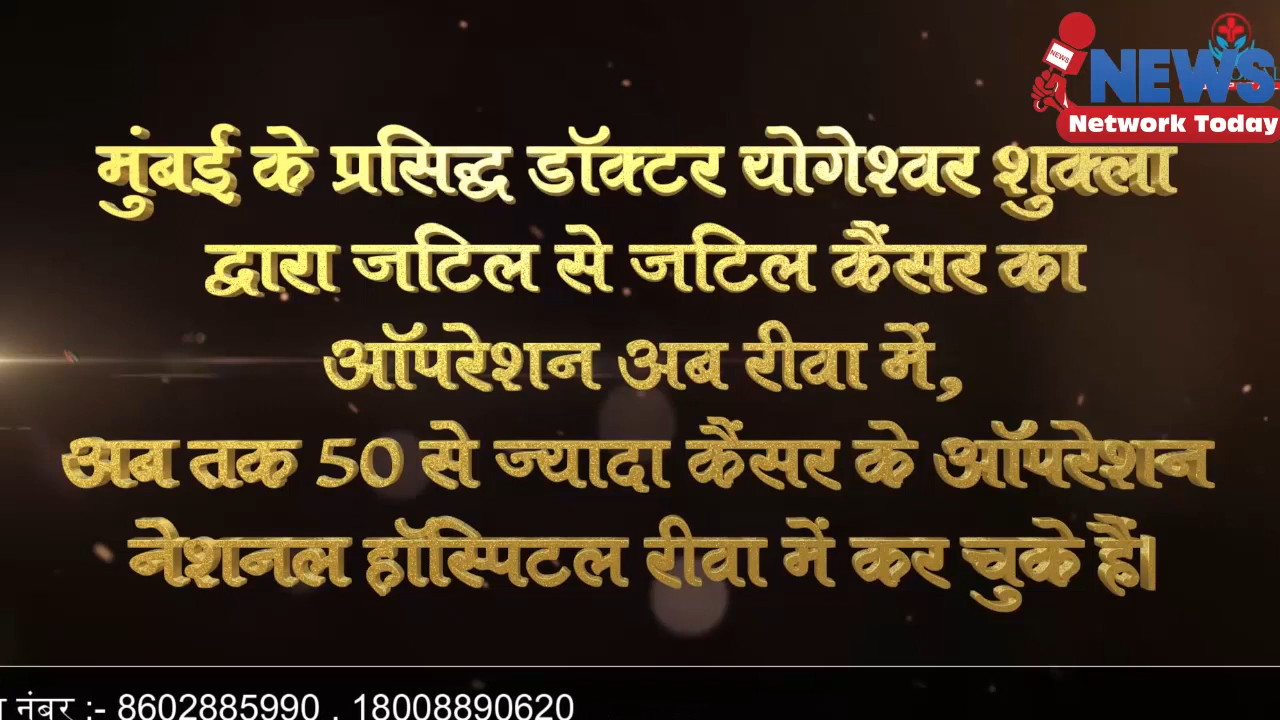 NEWS
NEWS
Network Today
मुंबई के प्रसिद्ध डॉक्टर योगेश्वर शुक्ला
द्वारा जटिल से जटिल कैंसर का
ऑपरेशन अब रीवा में,
अब तक 50 से ज्यादा कैंसर के ऑपरेशन
नेशनल हॉस्पिटल रीवा में कर चुके हैं।
नंबर :- 8602885990 , 18008890620